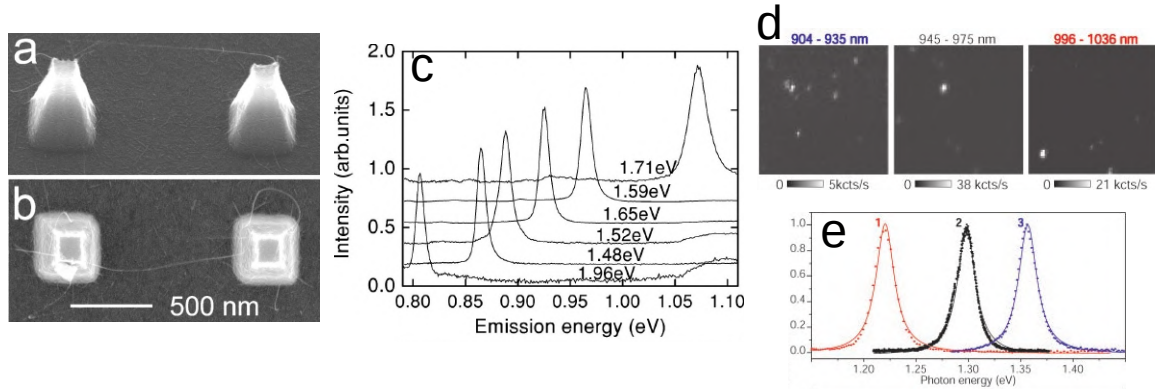 a
b
500 nm
c
2.0
1.5
1.0
0.5
0.0
Intensity (arb.units)
1.71eV
1.59eV
1.65eV
1.52eV
1.48eV
1.96eV
0.80 0.85 0.90 0.95 1.00 1.05 1.10
Emission energy (eV)
d
904 - 935 nm 945 - 975 nm 996 - 1036 nm
0 5kcts/s 0 38 kcts/s 0 21 kcts/s
e
1 2 3
1.0
0.8
0.6
0.4
0.2
0.0
1.20 1.25 1.30 1.35 1.40
Photon energy (eV)